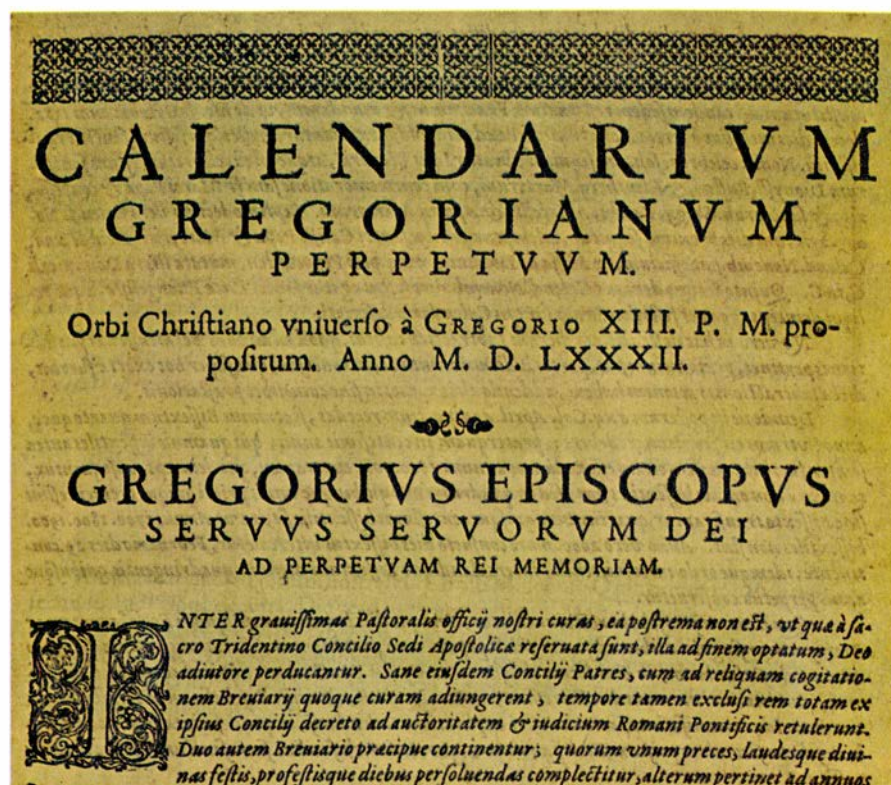 CALENDARIVM
GREGORIANVM
PERPETVVM.
Orbi Chriſtiano vniuerſo à GREGORIO XIII. P. M. pro-
poſitum. Anno M. D. LXXXII.
GREGORIVS EPISCOPVS
SERVVS SERVORVM DEI
AD PERPETVAM REI MEMORIAM.
INTER grauiſſimas Paſtoralis officij noſtri curas, ea poſtrema non eſt, vt quæ à ſa-
cro Tridentino Concilio Sedi Apoſtolicæ reſeruata ſunt, illa ad finem optatum, Deo
adiutore perducantur. Sane eiuſdem Concilij Patres, cum ad reliquam cogitatio-
nem Breuiarij quoque curam adiungerent, tempore tamen excluſi rem totam ex
ipſius Concilij decreto ad auctoritatem & iudicium Romani Pontificis retulerunt.
Duo autem Breuiario præcipue continentur; quorum vnum preces, laudesque diui-
nas feſtis, profeſtisque diebus perſoluendas complectitur, alterum pertinet ad annuos